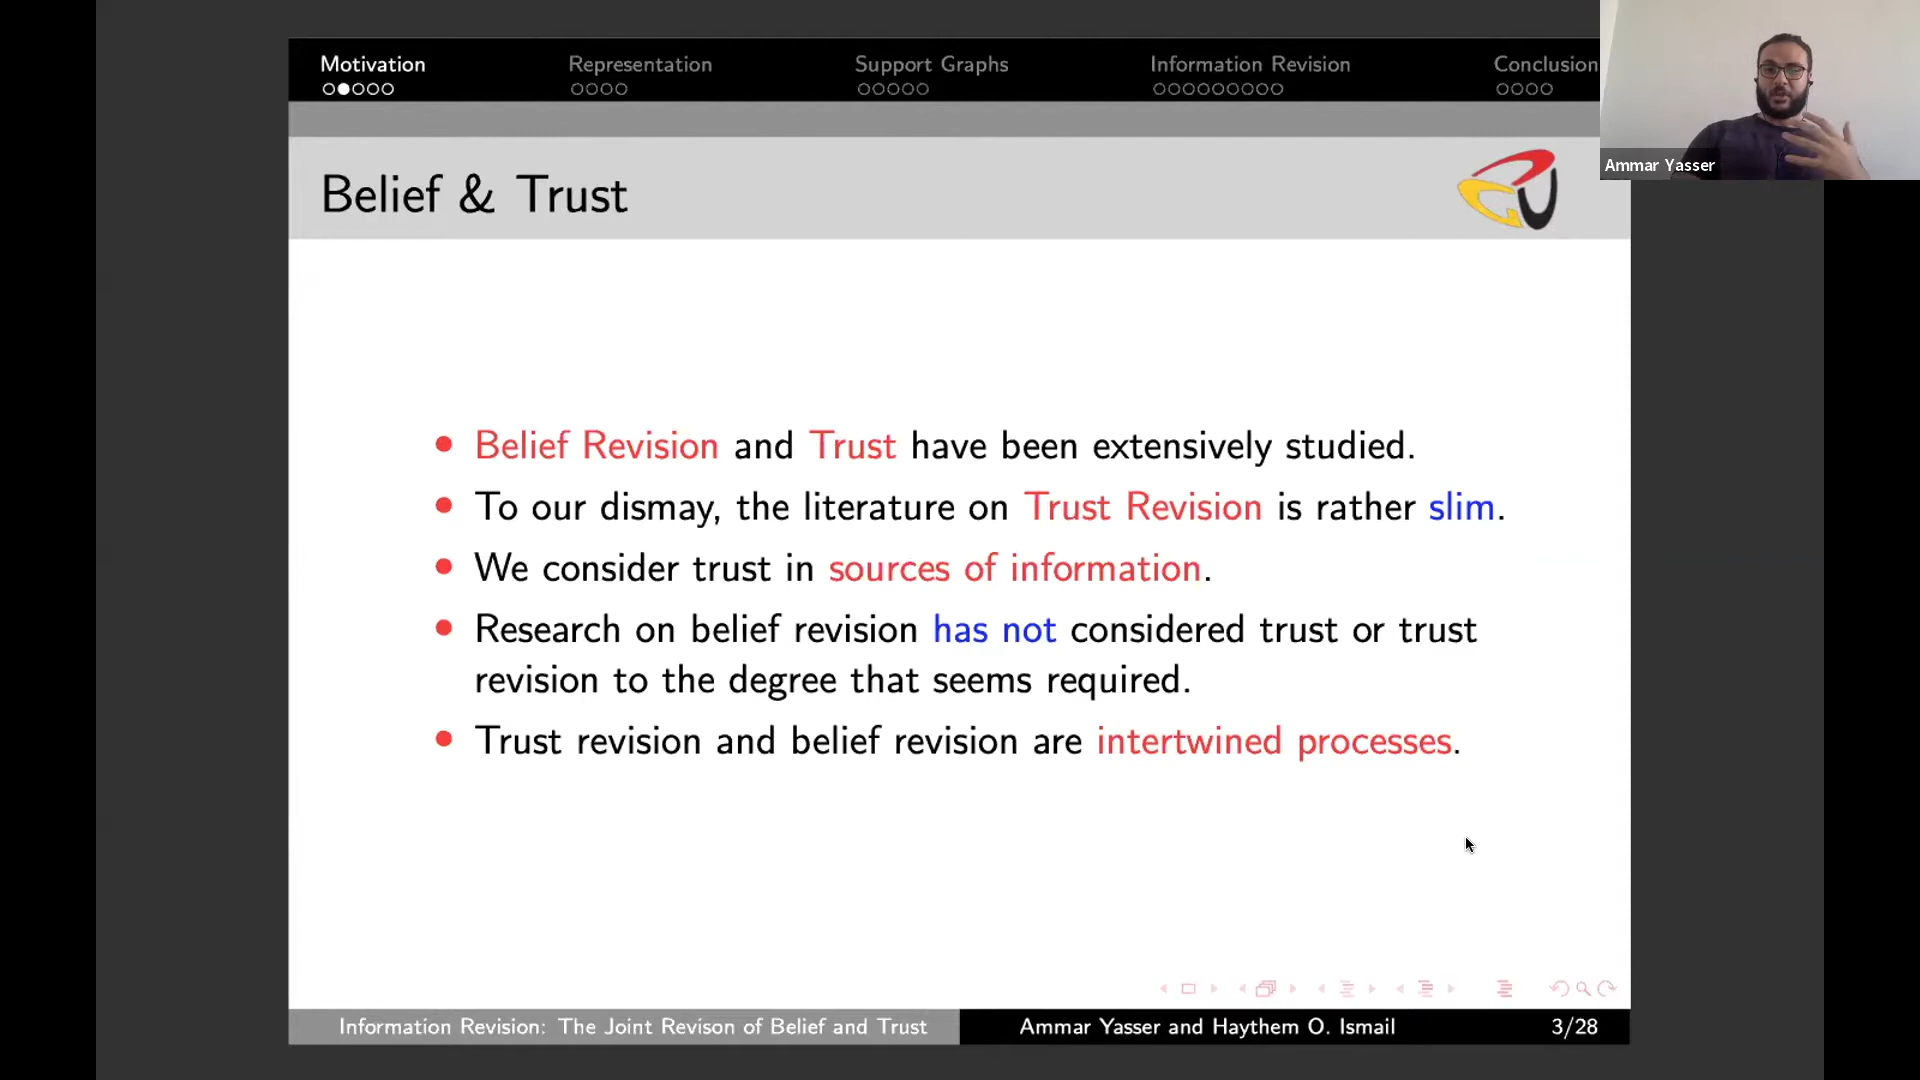 Motivation
Representation
Support Graphs
Information Revision
Conclusion
Ammar Yasser
Belief & Trust
Belief Revision and Trust have been extensively studied.
To our dismay, the literature on Trust Revision is rather slim.
We consider trust in sources of information.
Research on belief revision has not considered trust or trust
revision to the degree that seems required.
Trust revision and belief revision are intertwined processes.
Information Revision: The Joint Revison of Belief and Trust
Ammar Yasser and Haythem O. Ismail
3/28